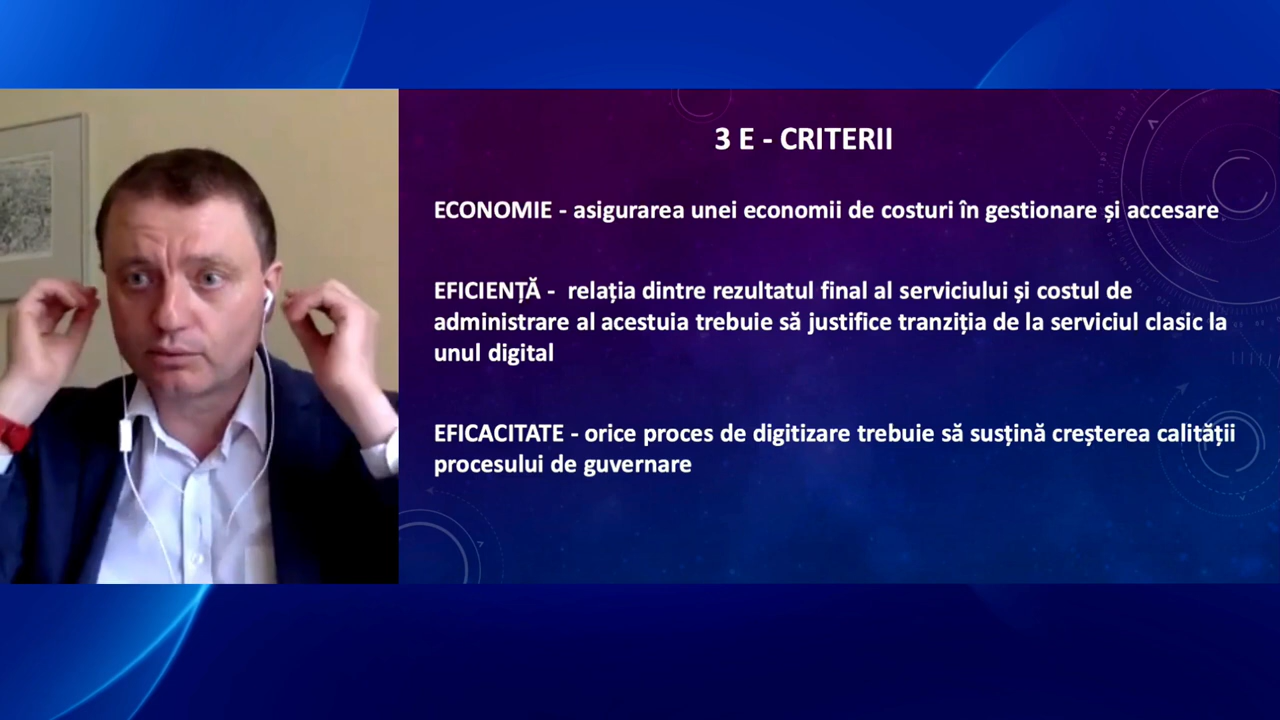 3 E - CRITERII
ECONOMIE - asigurarea unei economii de costuri în gestionare și accesare
EFICIENȚĂ - relația dintre rezultatul final al serviciului și costul de
administrare al acestuia trebuie să justifice tranziția de la serviciul clasic la
unul digital
EFICACITATE - orice proces de digitizare trebuie să susțină creșterea calității
procesului de guvernare